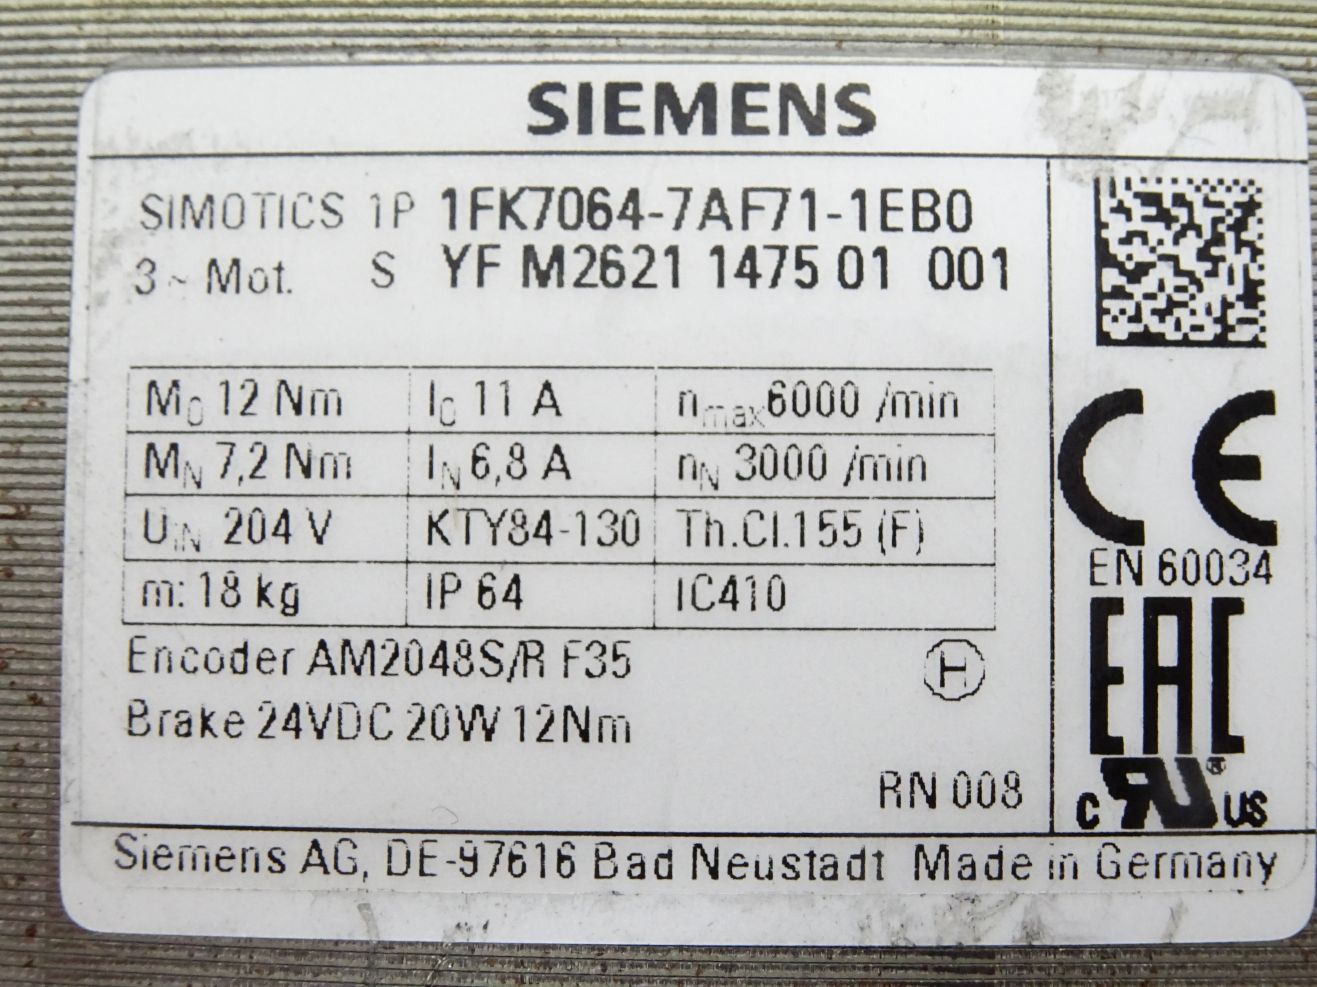 SIEMENS
SIMOTICS 1P 1FK7064-7AF71-1EB0
3 ~ Mot. S YF M2621 1475 01 001
M0 12 Nm I0 11 A nmax 6000 /min
MN 7,2 Nm IN 6,8 A nN 3000 /min
UIN 204 V KTY84-130 Th.Cl.155 (F)
m: 18 kg IP 64 IC410
CE
EN 60034
EAC
Encoder AM2048S/R F35 H
Brake 24VDC 20W 12Nm
RN 008
c RU ® US
Siemens AG, DE-97616 Bad Neustadt Made in Germany